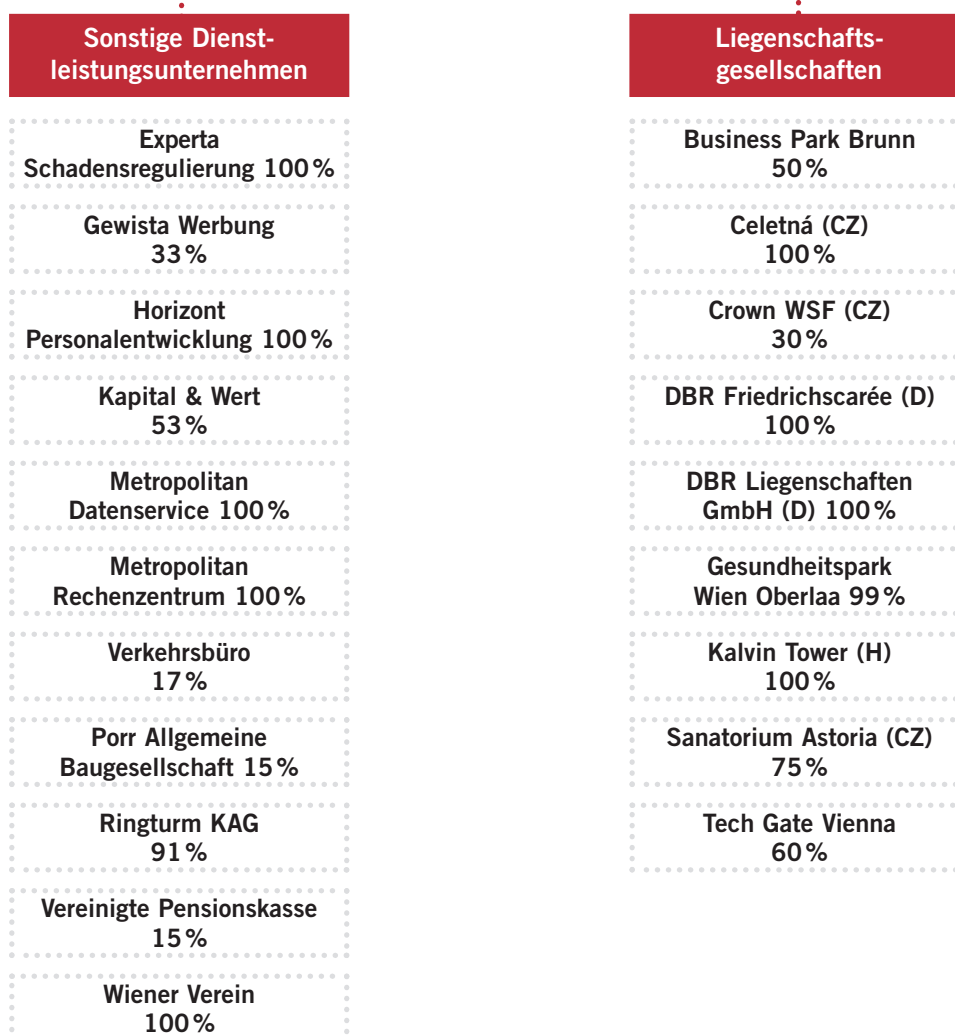 Sonstige Dienst-
leistungsunternehmen
Experta
Schadensregulierung 100 %
Gewista Werbung
33 %
Horizont
Personalentwicklung 100 %
Kapital & Wert
53 %
Metropolitan
Datenservice 100 %
Metropolitan
Rechenzentrum 100 %
Verkehrsbüro
17 %
Porr Allgemeine
Baugesellschaft 15 %
Ringturm KAG
91 %
Vereinigte Pensionskasse
15 %
Wiener Verein
100 %
Liegenschafts-
gesellschaften
Business Park Brunn
50 %
Celetná (CZ)
100 %
Crown WSF (CZ)
30 %
DBR Friedrichscarée (D)
100 %
DBR Liegenschaften
GmbH (D) 100 %
Gesundheitspark
Wien Oberlaa 99 %
Kalvin Tower (H)
100 %
Sanatorium Astoria (CZ)
75 %
Tech Gate Vienna
60 %